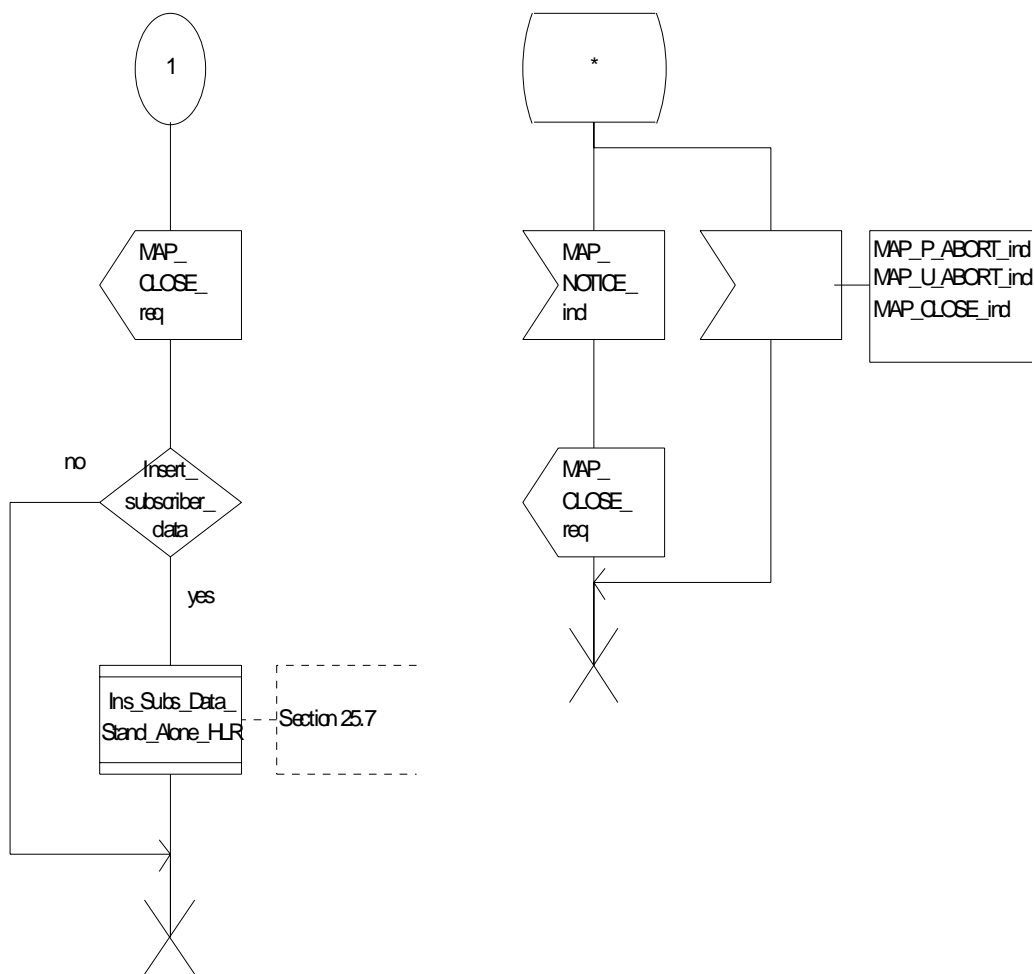 1
MAP_
CLOSE_
req
no
Insert_
subscriber_
data
yes
Ins_Subs_Data_
Stand_Alone_HLR
Section 25.7
*
MAP_
NOTICE_
ind
MAP_P_ABORT_ind
MAP_U_ABORT_ind
MAP_CLOSE_ind
MAP_
CLOSE_
req